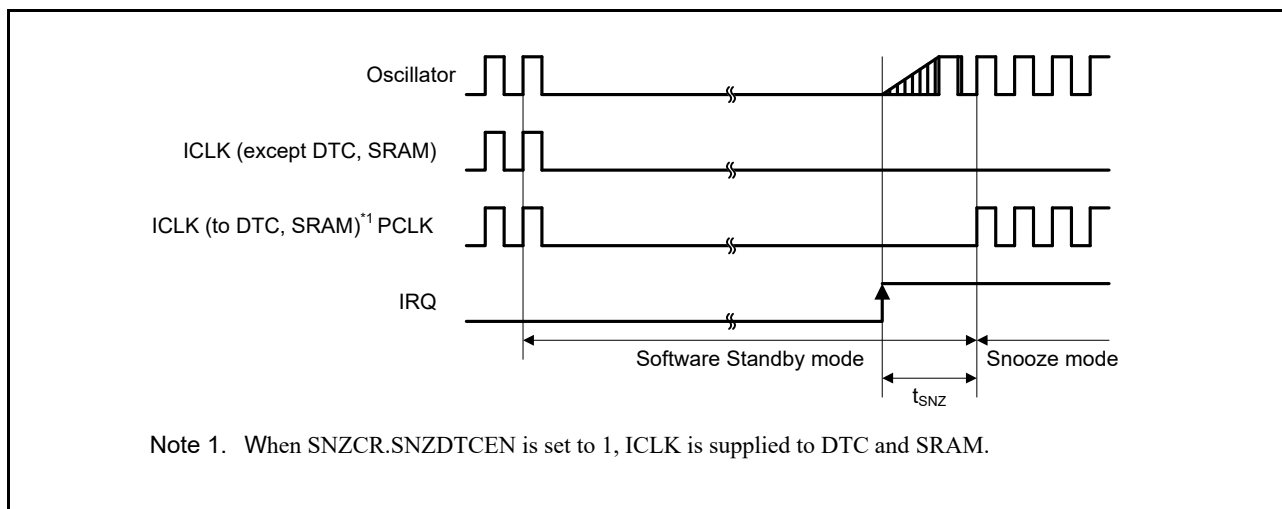 Oscillator
ICLK (except DTC, SRAM)
ICLK (to DTC, SRAM)*1 PCLK
IRQ
Software Standby mode
Snooze mode
tSNZ
Note 1. When SNZCR.SNZDTCEN is set to 1, ICLK is supplied to DTC and SRAM.